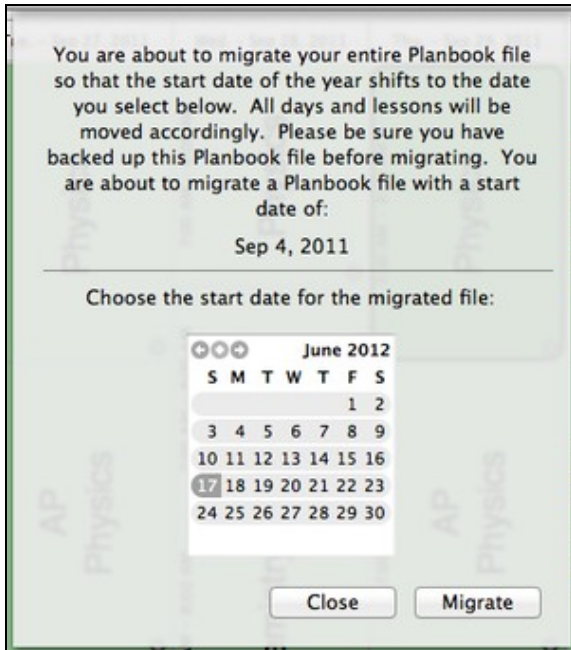 You are about to migrate your entire Planbook file
so that the start date of the year shifts to the date
you select below. All days and lessons will be
moved accordingly. Please be sure you have
backed up this Planbook file before migrating. You
are about to migrate a Planbook file with a start
date of:
Sep 4, 2011
Choose the start date for the migrated file:
June 2012
S M T W T F S
1 2
3 4 5 6 7 8 9
10 11 12 13 14 15 16
17 18 19 20 21 22 23
24 25 26 27 28 29 30
Close Migrate
AP
Physics
AP
Physics
Physics